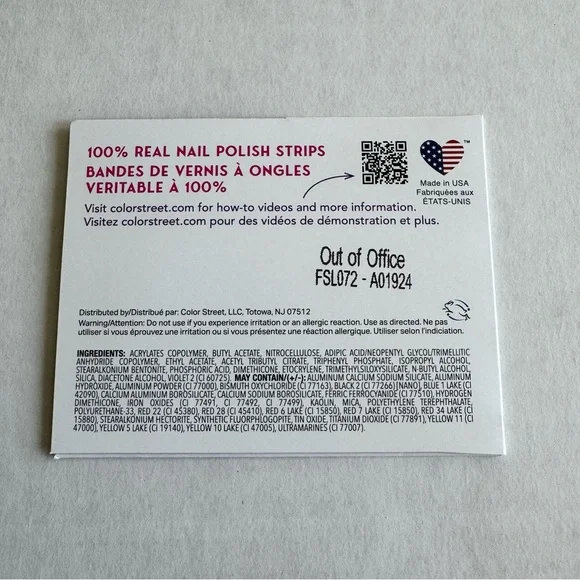 100% REAL NAIL POLISH STRIPS
BANDES DE VERNIS À ONGLES
VERITABLE À 100%
Visit colorstreet.com for how-to videos and more information.
Visitez colorstreet.com pour des vidéos de démonstration et plus.
TM
Made in USA
Fabriquées aux
ÉTATS-UNIS
Out of Office
FSL072 - A01924
Distributed by/Distribué par: Color Street, LLC, Totowa, NJ 07512
Warning/Attention: Do not use if you experience irritation or an allergic reaction. Use as directed. Ne pas
utiliser si vous éprouvez une irritation ou si vous présentez une réaction allergique. Utiliser selon l'indiciation.
INGREDIENTS: ACRYLATES COPOLYMER, BUTYL ACETATE, NITROCELLULOSE, ADIPIC ACID/NEOPENTYL GLYCOL/TRIMELLITIC
ANHYDRIDE COPOLYMER, ETHYL ACETATE, ACETYL TRIBUTYL CITRATE, TRIPHENYL PHOSPHATE, ISOPROPYL ALCOHOL,
STEARALKONIUM BENTONITE, PHOSPHORIC ACID, DIMETHICONE, ETOCRYLENE, TRIMETHYLSILOXYSILICATE, N-BUTYL ALCOHOL,
SILICA, DIACETONE ALCOHOL, VIOLET 2 (CI 60725). MAY CONTAIN/(+/-): ALUMINUM CALCIUM SODIUM SILICATE, ALUMINUM
HYDROXIDE, ALUMINUM POWDER (CI 77000), BISMUTH OXYCHLORIDE (CI 77163), BLACK 2 (CI 77266) [NANO], BLUE 1 LAKE (CI
42090), CALCIUM ALUMINUM BOROSILICATE, CALCIUM SODIUM BOROSILICATE, FERRIC FERROCYANIDE (CI 77510), HYDROGEN
DIMETHICONE, IRON OXIDES (CI 77491, CI 77492, CI 77499), KAOLIN, MICA, POLYETHYLENE TEREPHTHALATE,
POLYURETHANE-33, RED 22 (CI 45380), RED 28 (CI 45410), RED 6 LAKE (CI 15850), RED 7 LAKE (CI 15850), RED 34 LAKE (CI
15880), STEARALKONIUM HECTORITE, SYNTHETIC FLUORPHLOGOPITE, TIN OXIDE, TITANIUM DIOXIDE (CI 77891), YELLOW 11 (CI
47000), YELLOW 5 LAKE (CI 19140), YELLOW 10 LAKE (CI 47005), ULTRAMARINES (CI 77007).